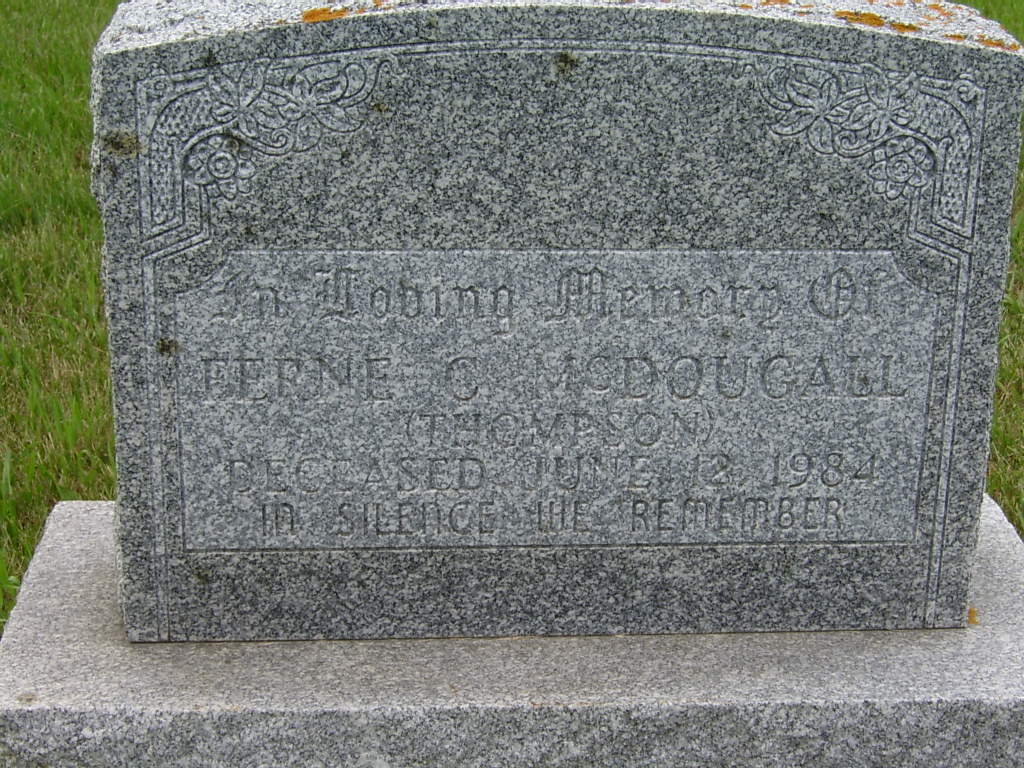 In Loving Memory Of
FERNE C MCDOUGALL
(THOMPSON)
DECEASED JUNE 12, 1984
IN SILENCE WE REMEMBER